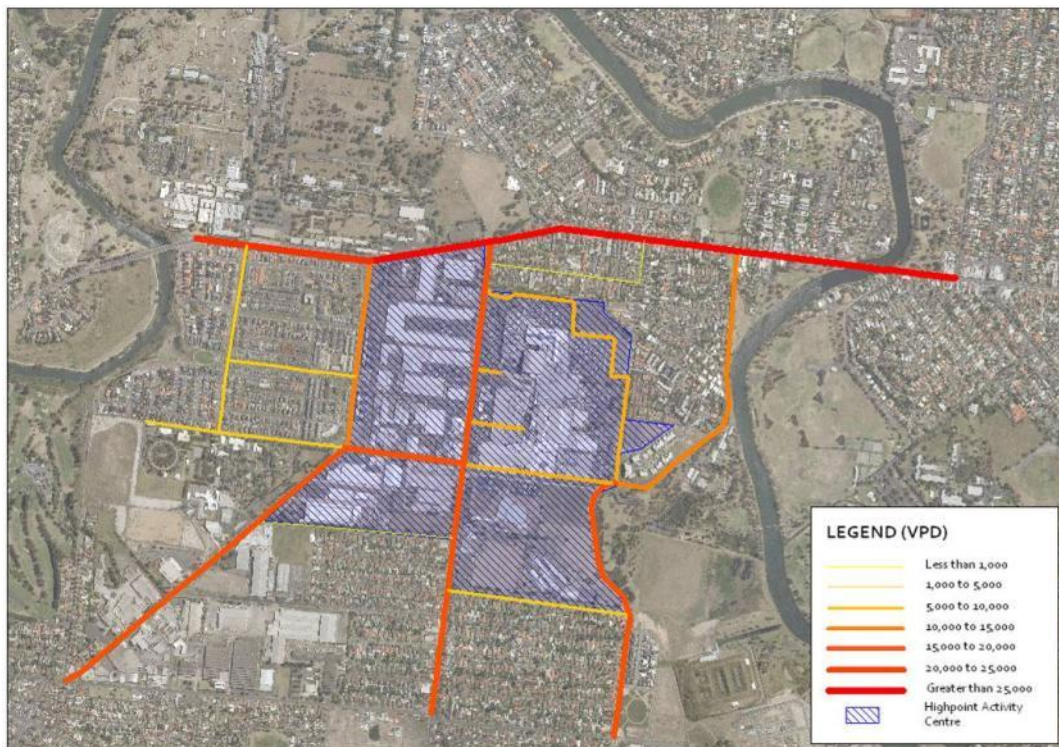 LEGEND (VPD)
Less than 1,000
1,000 to 5,000
5,000 to 10,000
10,000 to 15,000
15,000 to 20,000
20,000 to 25,000
Greater than 25,000
Highpoint Activity
Centre